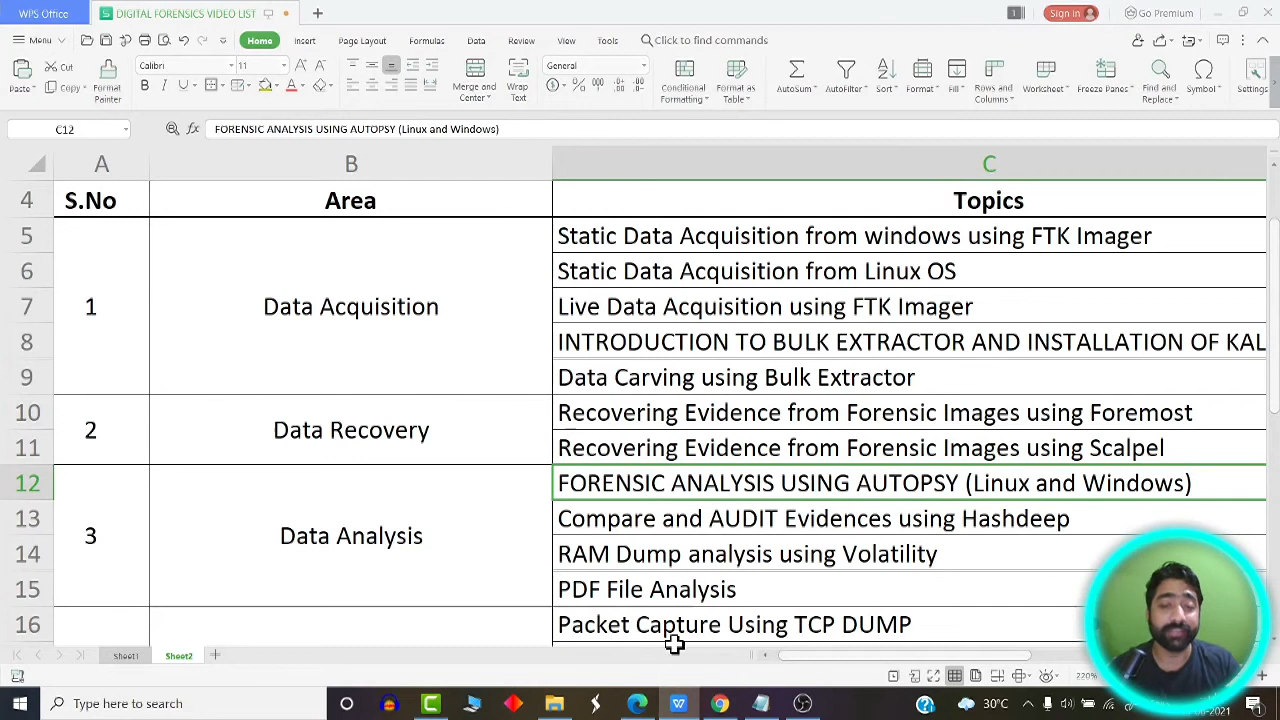 WPS Office
DIGITAL FORENSICS VIDEO LIST
Sign in
Go Premium
Menu
Home
Insert
Page Layout
Formulas
Data
Review
View
Tools
Click to find commands
Paste
Cut
Copy
Format Painter
Calibri
11
Merge and Center
Wrap Text
General
Conditional Formatting
Format as Table
AutoSum
AutoFilter
Sort
Format
Fill
Rows and Columns
Worksheet
Freeze Panes
Find and Replace
Symbol
Settings
C12
fx
FORENSIC ANALYSIS USING AUTOPSY (Linux and Windows)
A B C
4 S.No Area Topics
5 Static Data Acquisition from windows using FTK Imager
6 Static Data Acquisition from Linux OS
7 1 Data Acquisition Live Data Acquisition using FTK Imager
8 INTRODUCTION TO BULK EXTRACTOR AND INSTALLATION OF KAL
9 Data Carving using Bulk Extractor
10 2 Data Recovery Recovering Evidence from Forensic Images using Foremost
11 Recovering Evidence from Forensic Images using Scalpel
12 FORENSIC ANALYSIS USING AUTOPSY (Linux and Windows)
13 3 Data Analysis Compare and AUDIT Evidences using Hashdeep
14 RAM Dump analysis using Volatility
15 PDF File Analysis
16 Packet Capture Using TCP DUMP
Sheet1
Sheet2
220%
Type here to search
30°C